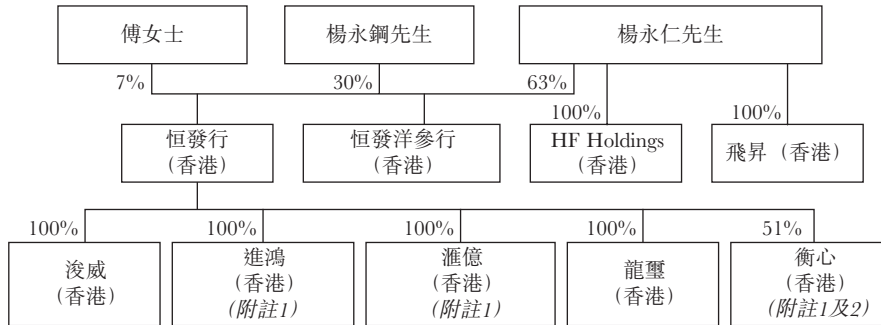 傅女士
楊永鋼先生
楊永仁先生
7%
30%
63%
100%
100%
恒發行
(香港)
恒發洋參行
(香港)
HF Holdings
(香港)
飛昇（香港）
100%
100%
100%
100%
51%
浚威
(香港)
進鴻
(香港)
(附註1)
滙億
(香港)
(附註1)
龍璽
(香港)
衡心
(香港)
(附註1及2)